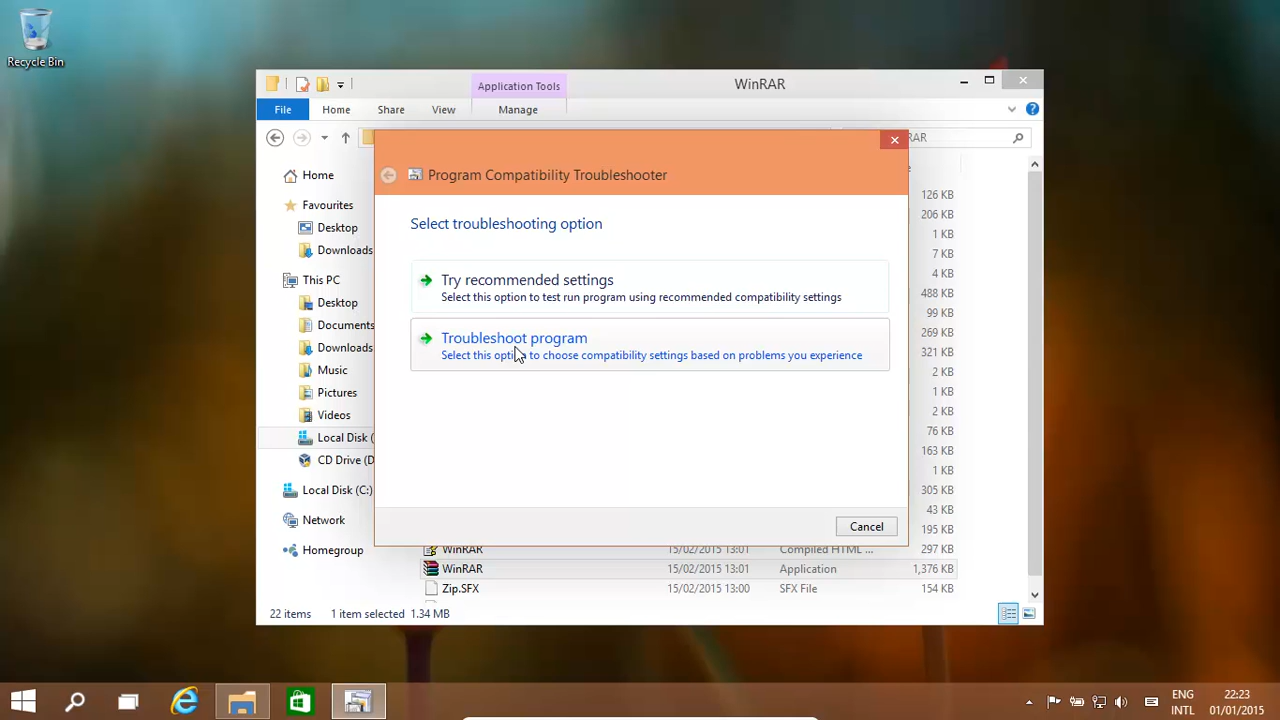 Recycle Bin
Application Tools
WinRAR
File
Home
Share
View
Manage
Program Compatibility Troubleshooter
Select troubleshooting option
Try recommended settings
Select this option to test run program using recommended compatibility settings
Troubleshoot program
Select this option to choose compatibility settings based on problems you experience
Cancel
Home
Favourites
Desktop
Downloads
This PC
Desktop
Documents
Downloads
Music
Pictures
Videos
Local Disk (
CD Drive (D
Local Disk (C:)
Network
Homegroup
126 KB
206 KB
1 KB
7 KB
4 KB
488 KB
99 KB
269 KB
321 KB
2 KB
1 KB
2 KB
76 KB
163 KB
1 KB
305 KB
43 KB
195 KB
WinRAR 15/02/2015 13:01 Compiled HTML ... 297 KB
WinRAR 15/02/2015 13:01 Application 1,376 KB
Zip.SFX 15/02/2015 13:00 SFX File 154 KB
22 items 1 item selected 1.34 MB
ENG
INTL
22:23
01/01/2015